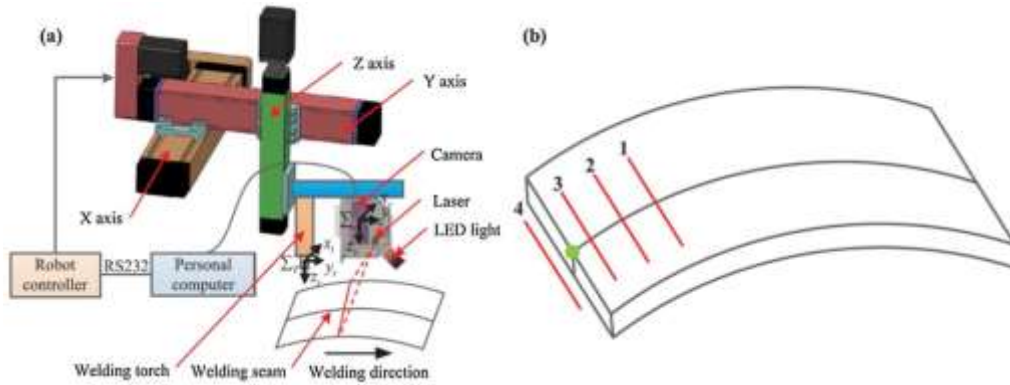 (a)
Z axis
Y axis
Camera
Laser
LED light
X axis
Robot
controller
RS232
Personal
computer
Welding torch
Welding seam
Welding direction
(b)
1
2
3
4